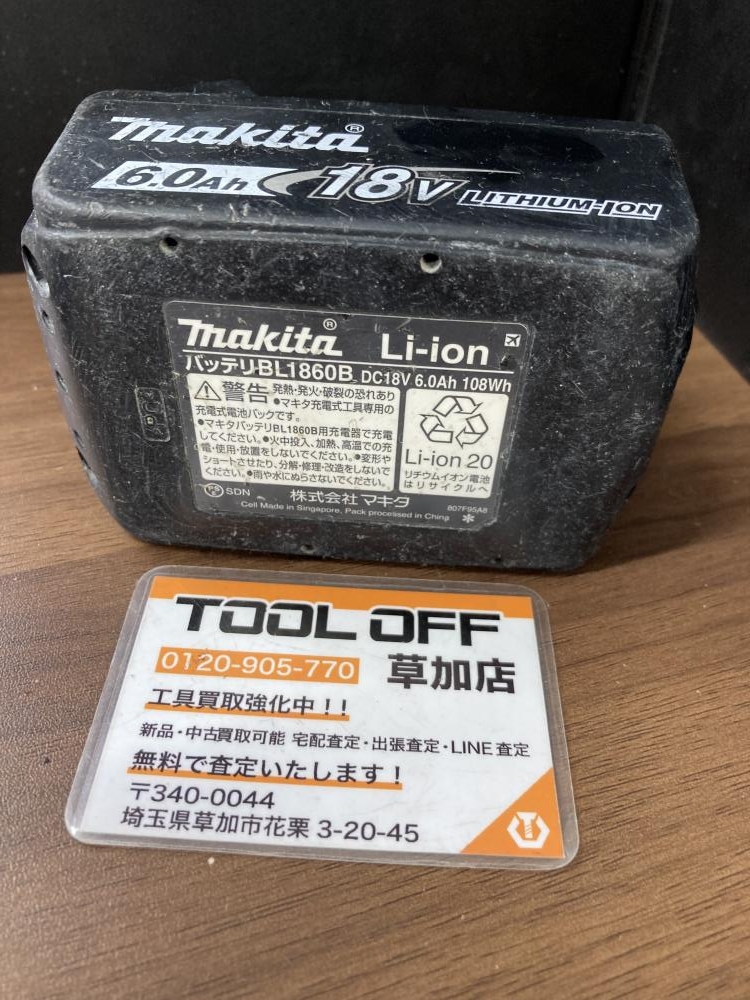 makita®
6.0Ah 18V LITHIUM-ION
makita® Li-ion
バッテリBL1860B DC18V 6.0Ah 108Wh
警告 発熱・発火・破裂の恐れあり
●マキタ充電式工具専用の
充電式電池パックです。
●マキタバッテリBL1860B用充電器で充電
してください。●火中投入、加熱、高温での充
電・使用・放置をしないでください。●変形や
ショートさせたり、分解・修理・改造をしないで
ください。●雨や水にぬらさないでください。
Li-ion 20
リチウムイオン電池
はリサイクルへ
PS SDN 株式会社マキタ
Cell Made in Singapore, Pack processed in China
807F95A8
TOOL OFF
0120-905-770 草加店
工具買取強化中!!
新品・中古買取可能 宅配査定・出張査定・LINE査定
無料で査定いたします!
〒340-0044
埼玉県草加市花栗 3-20-45